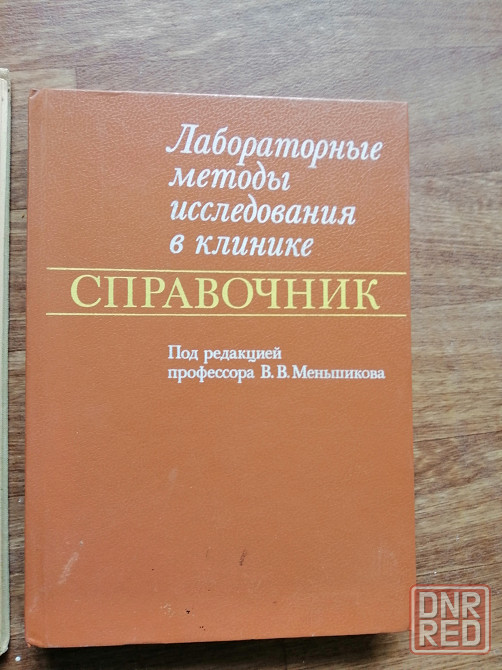 Лабораторные
методы
исследования
в клинике
СПРАВОЧНИК
Под редакцией
профессора В. В. Меньшикова
DNR
RED